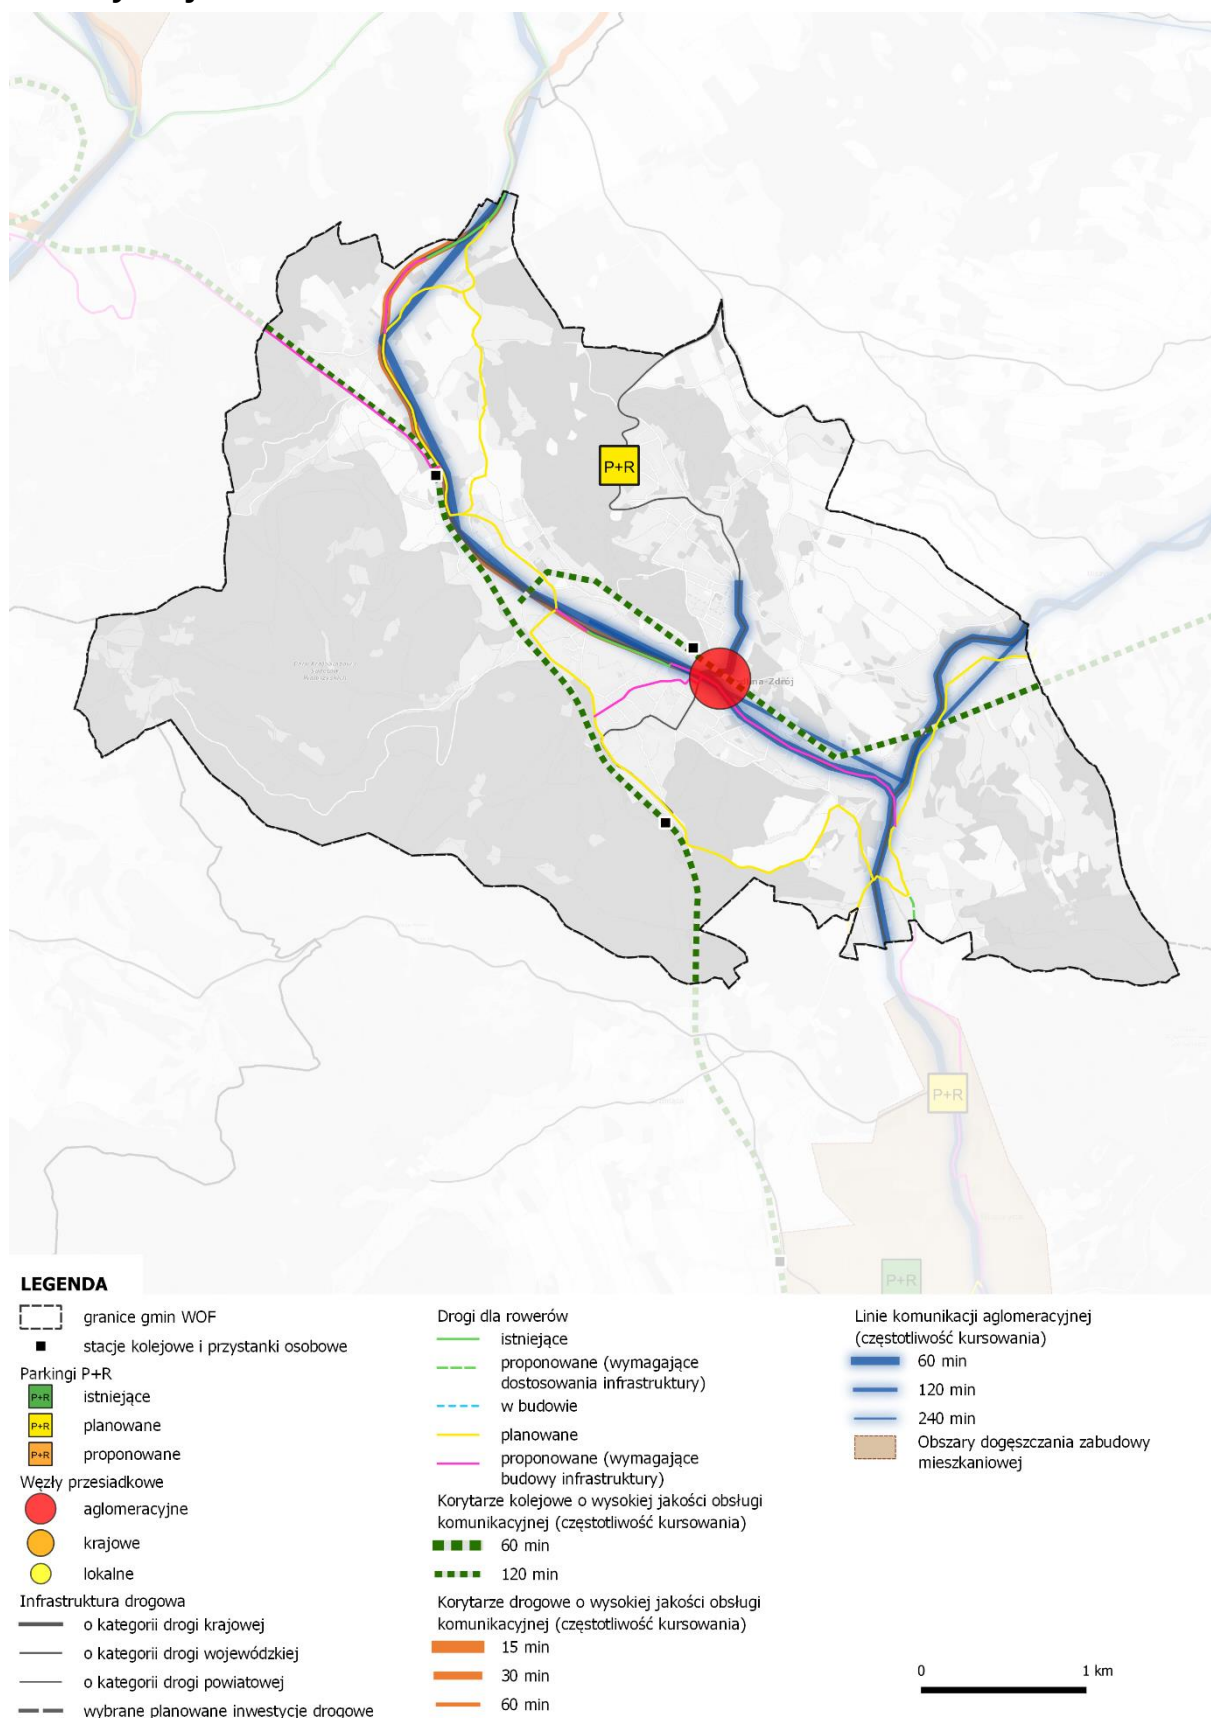 P+R
na-Zdrój
P+R
P+R
LEGENDA
granice gmin WOF
stacje kolejowe i przystanki osobowe
Parkingi P+R
P+R istniejące
P+R planowane
P+R proponowane
Węzły przesiadkowe
aglomeracyjne
krajowe
lokalne
Infrastruktura drogowa
o kategorii drogi krajowej
o kategorii drogi wojewódzkiej
o kategorii drogi powiatowej
wybrane planowane inwestycje drogowe
Drogi dla rowerów
istniejące
proponowane (wymagające
dostosowania infrastruktury)
w budowie
planowane
proponowane (wymagające
budowy infrastruktury)
Korytarze kolejowe o wysokiej jakości obsługi
komunikacyjnej (częstotliwość kursowania)
60 min
120 min
Korytarze drogowe o wysokiej jakości obsługi
komunikacyjnej (częstotliwość kursowania)
15 min
30 min
60 min
Linie komunikacji aglomeracyjnej
(częstotliwość kursowania)
60 min
120 min
240 min
Obszary dogęszczania zabudowy
mieszkaniowej
0 1 km